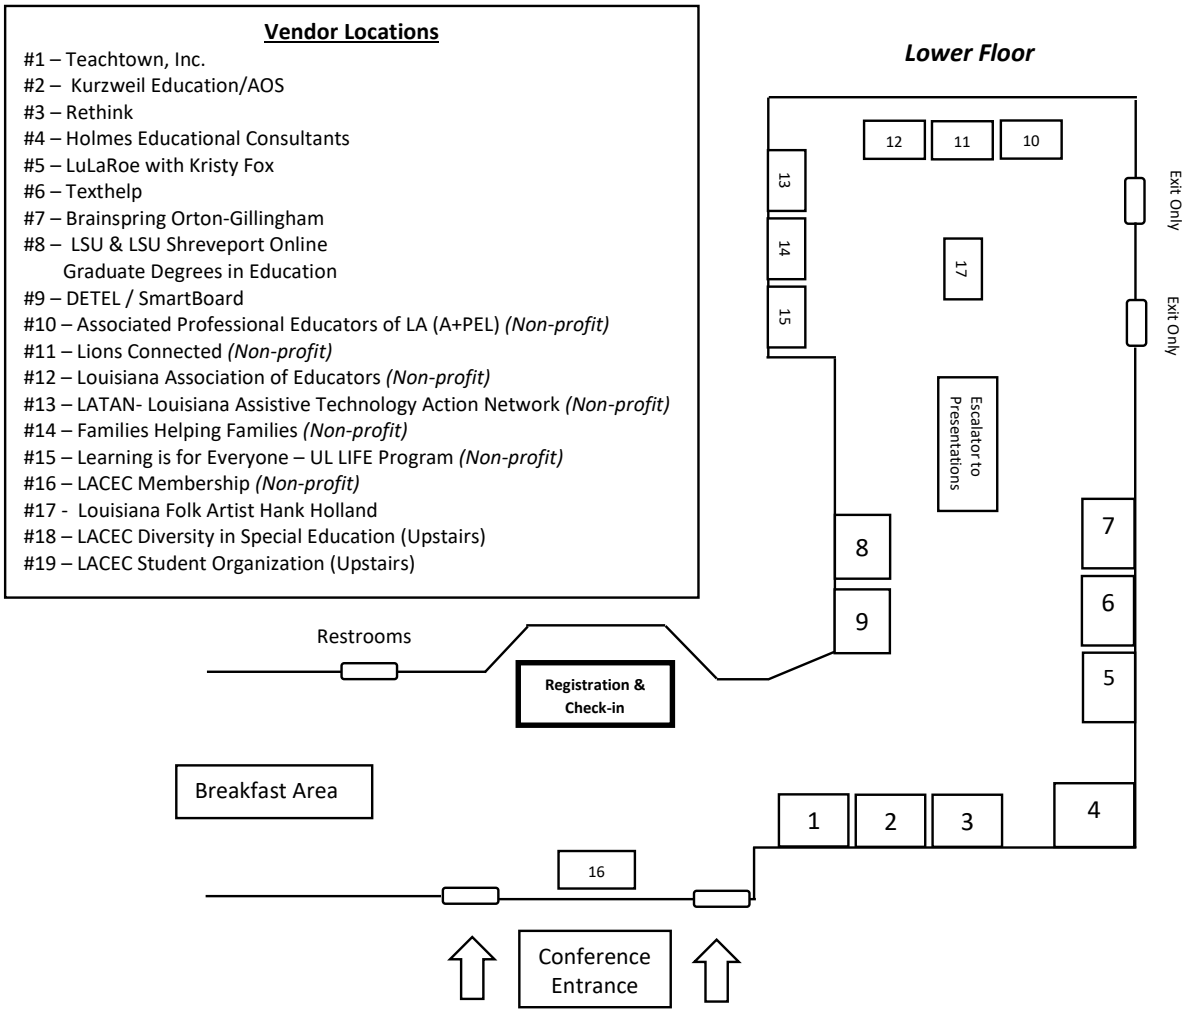 Vendor Locations
#1 – Teachtown, Inc.
#2 – Kurzweil Education/AOS
#3 – Rethink
#4 – Holmes Educational Consultants
#5 – LuLaRoe with Kristy Fox
#6 – Texthelp
#7 – Brainspring Orton-Gillingham
#8 – LSU & LSU Shreveport Online
Graduate Degrees in Education
#9 – DETEL / SmartBoard
#10 – Associated Professional Educators of LA (A+PEL) (Non-profit)
#11 – Lions Connected (Non-profit)
#12 – Louisiana Association of Educators (Non-profit)
#13 – LATAN- Louisiana Assistive Technology Action Network (Non-profit)
#14 – Families Helping Families (Non-profit)
#15 – Learning is for Everyone – UL LIFE Program (Non-profit)
#16 – LACEC Membership (Non-profit)
#17 - Louisiana Folk Artist Hank Holland
#18 – LACEC Diversity in Special Education (Upstairs)
#19 – LACEC Student Organization (Upstairs)
Lower Floor
12
11
10
13
14
15
17
Exit Only
Exit Only
Escalator to
Presentations
8
9
7
6
5
Restrooms
Registration &
Check-in
Breakfast Area
1
2
3
4
16
Conference
Entrance